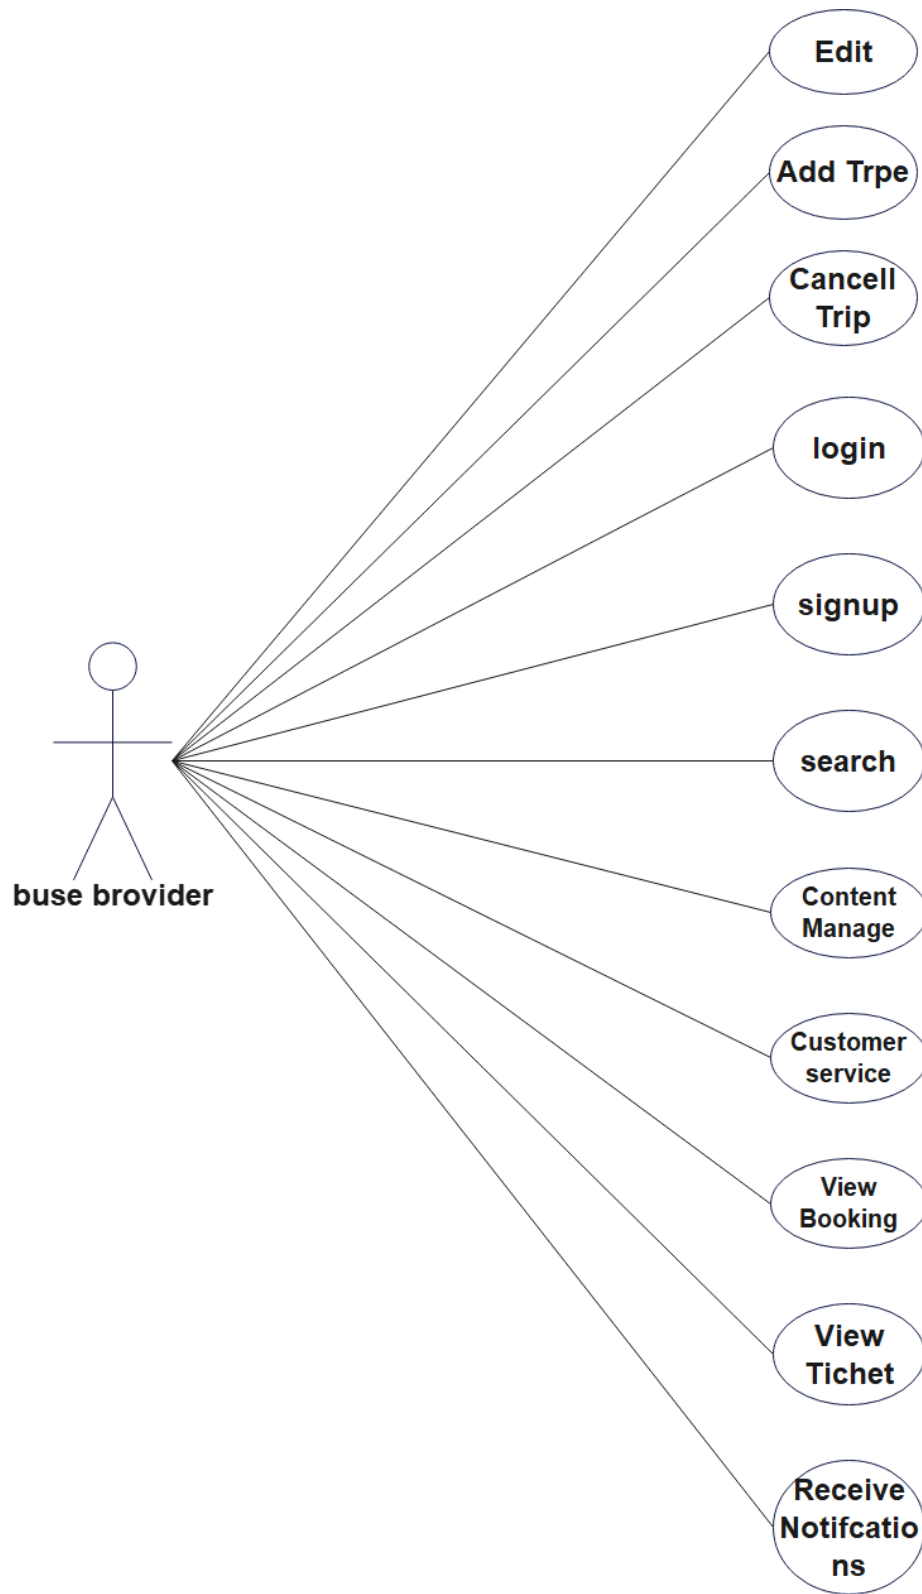 Edit
Add Trpe
Cancell
Trip
login
signup
search
buse brovider
Content
Manage
Customer
service
View
Booking
View
Tichet
Receive
Notifcatio
ns